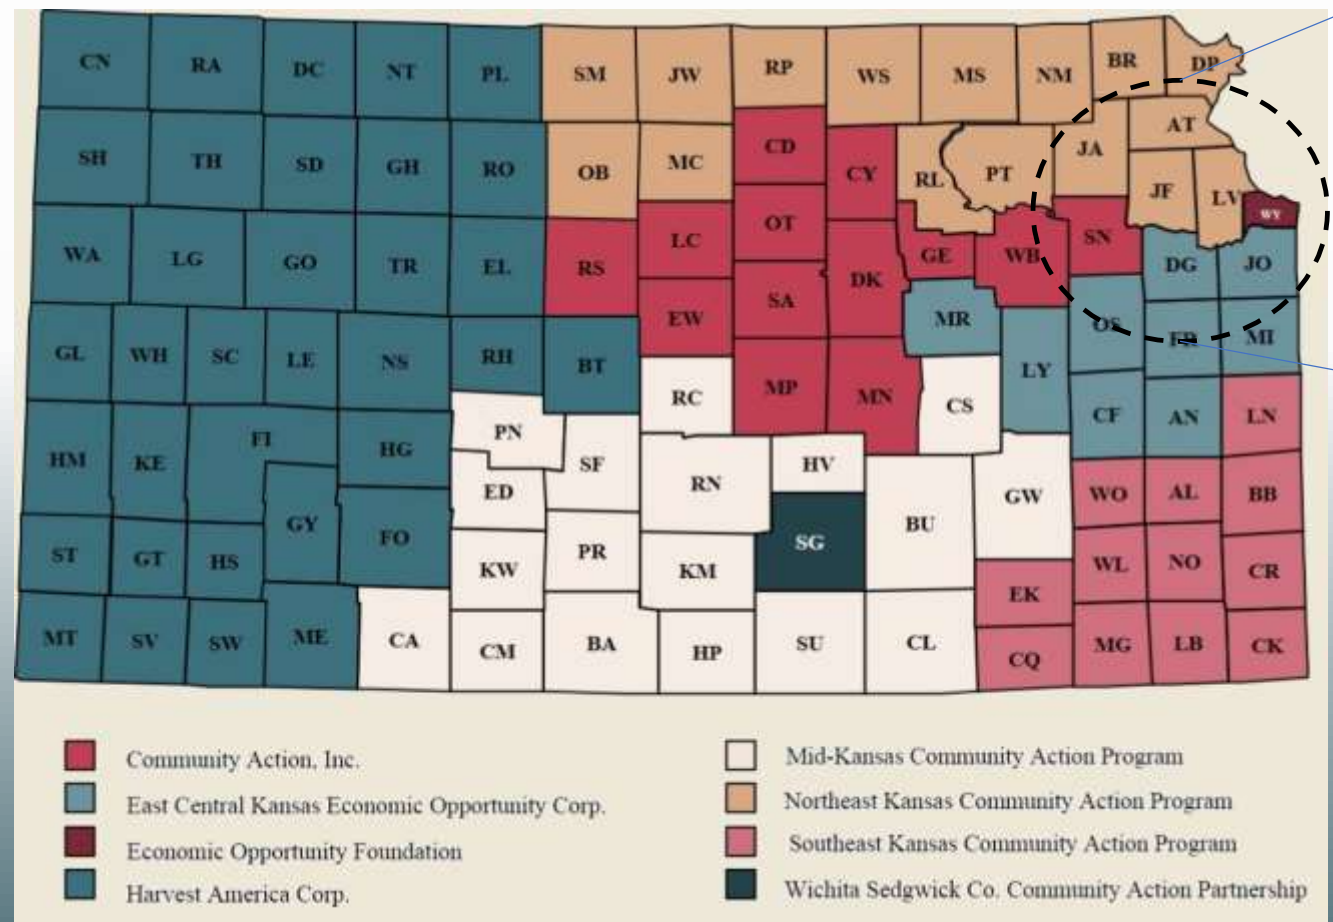 CN RA DC NT PL SM JW RP WS MS NM BR DP
SH TH SD GH RO OB MC CD CY RL PT JA AT JF LV WY
WA LG GO TR EL RS LC OT DK GE WB SN DG JO
GL WH SC LE NS RH BT EW SA MR LY OS FR MI
HM KE FI HG PN SF RC MP MN CS CF AN LN
ED RN HV GW WO AL BB
ST GT HS GY FO KW PR KM SG BU EK WL NO CR
MT SV SW ME CA CM BA HP SU CL CQ MG LB CK
Community Action, Inc.
East Central Kansas Economic Opportunity Corp.
Economic Opportunity Foundation
Harvest America Corp.
Mid-Kansas Community Action Program
Northeast Kansas Community Action Program
Southeast Kansas Community Action Program
Wichita Sedgwick Co. Community Action Partnership